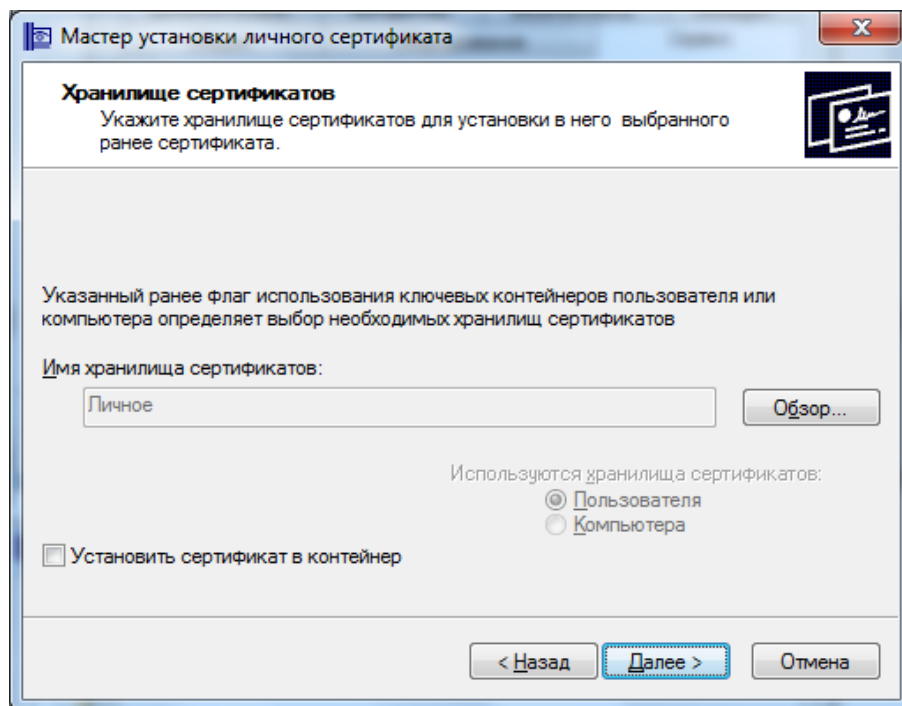 Мастер установки личного сертификата
Хранилище сертификатов
Укажите хранилище сертификатов для установки в него выбранного
ранее сертификата.
Указанный ранее флаг использования ключевых контейнеров пользователя или
компьютера определяет выбор необходимых хранилищ сертификатов
Имя хранилища сертификатов:
Личное
Обзор...
Используются хранилища сертификатов:
Пользователя
Компьютера
Установить сертификат в контейнер
< Назад
Далее >
Отмена